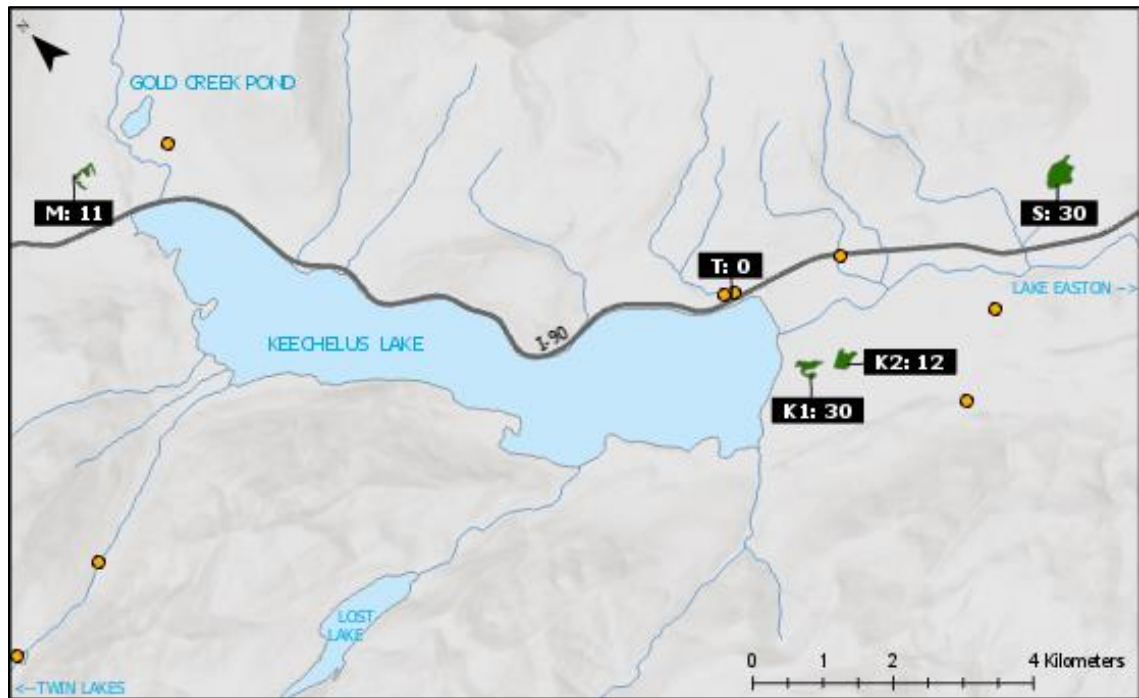 N
GOLD CREEK POND
M: 11
S: 30
T: 0
LAKE EASTON -->
I-90
KEECHELUS LAKE
K2: 12
K1: 30
LOST
LAKE
0 1 2 4 Kilometers
<--TWIN LAKES